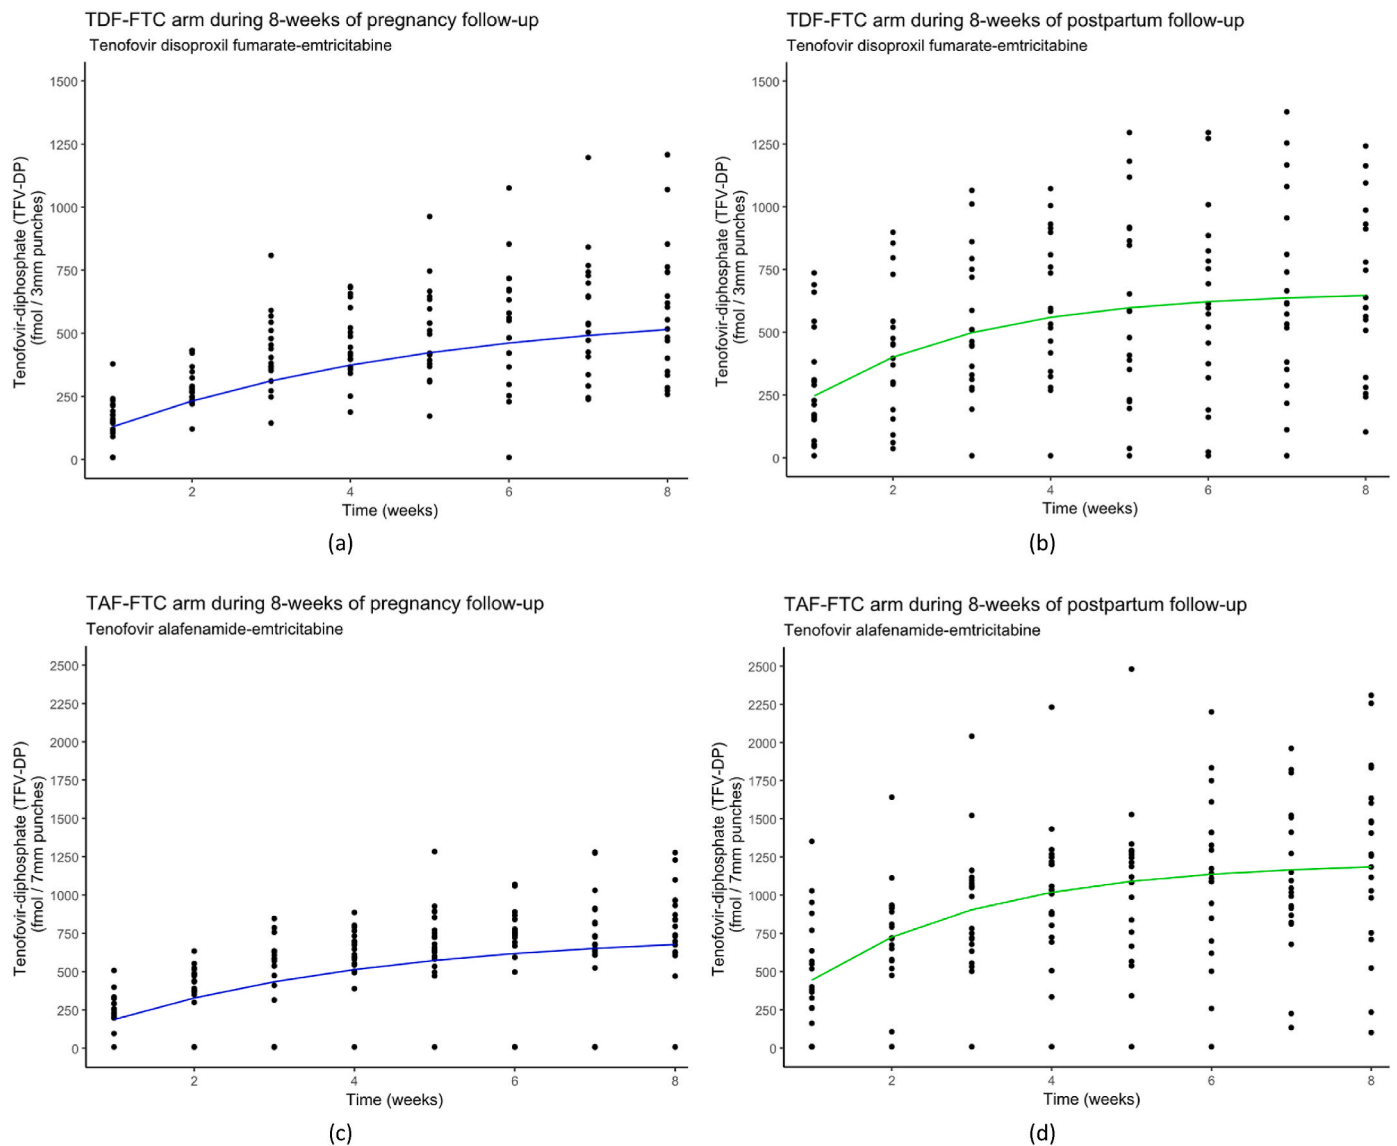 TDF-FTC arm during 8-weeks of pregnancy follow-up
Tenofovir disoproxil fumarate-emtricitabine
1500
1250
1000
750
500
250
0
Tenofovir-diphosphate (TFV-DP)
(fmol / 3mm punches)
2
4
6
8
Time (weeks)
(a)
TDF-FTC arm during 8-weeks of postpartum follow-up
Tenofovir disoproxil fumarate-emtricitabine
1500
1250
1000
750
500
250
0
Tenofovir-diphosphate (TFV-DP)
(fmol / 3mm punches)
2
4
6
8
Time (weeks)
(b)
TAF-FTC arm during 8-weeks of pregnancy follow-up
Tenofovir alafenamide-emtricitabine
2500
2250
2000
1750
1500
1250
1000
750
500
250
0
Tenofovir-diphosphate (TFV-DP)
(fmol / 7mm punches)
2
4
6
8
Time (weeks)
(c)
TAF-FTC arm during 8-weeks of postpartum follow-up
Tenofovir alafenamide-emtricitabine
2500
2250
2000
1750
1500
1250
1000
750
500
250
0
Tenofovir-diphosphate (TFV-DP)
(fmol / 7mm punches)
2
4
6
8
Time (weeks)
(d)